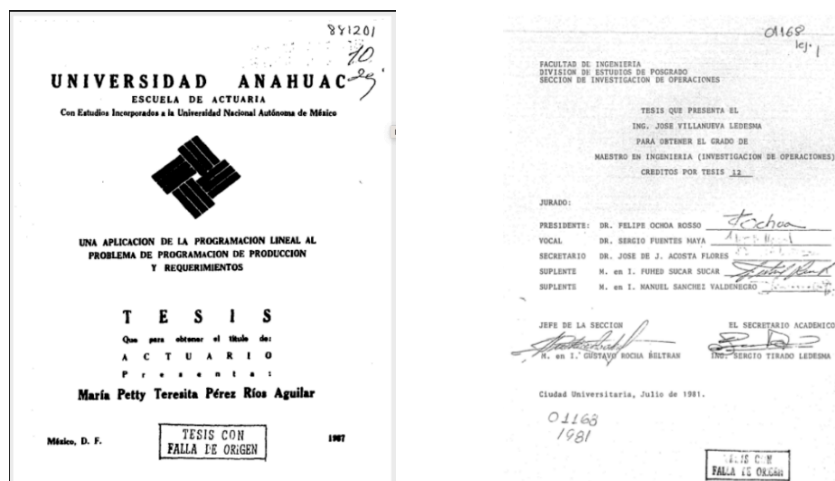 881201
10
UNIVERSIDAD ANAHUAC
ESCUELA DE ACTUARIA
Con Estudios Incorporados a la Universidad Nacional Autónoma de México
UNA APLICACION DE LA PROGRAMACION LINEAL AL
PROBLEMA DE PROGRAMACION DE PRODUCCION
Y REQUERIMIENTOS
TESIS
Que para obtener el título de:
ACTUARIO
Presenta:
María Petty Teresita Pérez Ríos Aguilar
México, D. F.
TESIS CON
FALLA DE ORIGEN
1987
01168
lej. 1
FACULTAD DE INGENIERIA
DIVISION DE ESTUDIOS DE POSGRADO
SECCION DE INVESTIGACION DE OPERACIONES
TESIS QUE PRESENTA EL
ING. JOSE VILLANUEVA LEDESMA
PARA OBTENER EL GRADO DE
MAESTRO EN INGENIERIA (INVESTIGACION DE OPERACIONES)
CREDITOS POR TESIS 12
JURADO:
PRESIDENTE: DR. FELIPE OCHOA ROSSO
VOCAL DR. SERGIO FUENTES MAYA
SECRETARIO DR. JOSE DE J. ACOSTA FLORES
SUPLENTE M. en I. FUHED SUCAR SUCAR
SUPLENTE M. en I. MANUEL SANCHEZ VALDENEGRO
JEFE DE LA SECCION EL SECRETARIO ACADEMICO
M. en I. GUSTAVO ROCHA BELTRAN ING. SERGIO TIRADO LEDESMA
Ciudad Universitaria, Julio de 1981.
01168
1981
FALLA DE ORIGEN